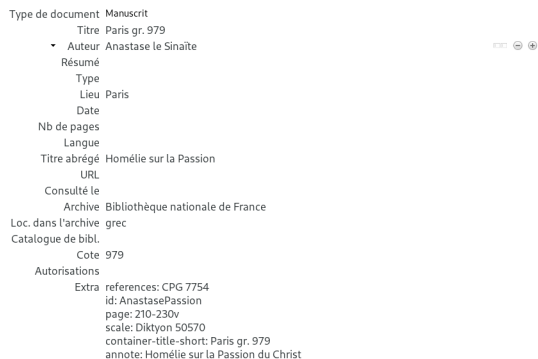 Type de document Manuscrit
Titre Paris gr. 979
Auteur Anastase le Sinaïte
Résumé
Type
Lieu Paris
Date
Nb de pages
Langue
Titre abrégé Homélie sur la Passion
URL
Consulté le
Archive Bibliothèque nationale de France
Loc. dans l'archive grec
Catalogue de bibl.
Cote 979
Autorisations
Extra references: CPG 7754
id: AnastasePassion
page: 210-230v
scale: Diktyon 50570
container-title-short: Paris gr. 979
annote: Homélie sur la Passion du Christ